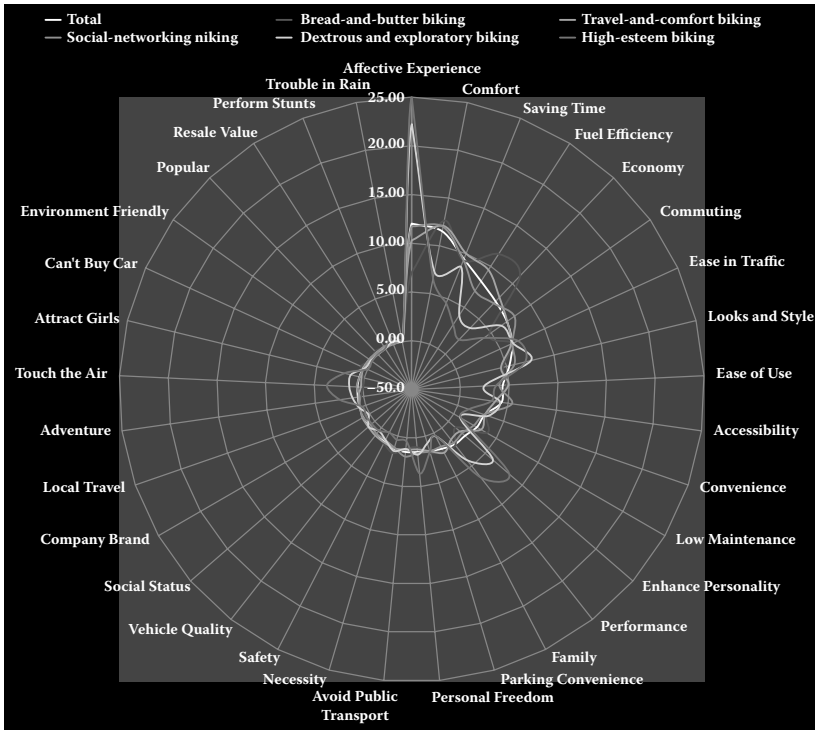 Total
Bread-and-butter biking
Travel-and-comfort biking
Social-networking niking
Dextrous and exploratory biking
High-esteem biking
Affective Experience
Trouble in Rain
Comfort
25.00
Perform Stunts
Saving Time
Resale Value
Fuel Efficiency
20.00
Popular
Economy
15.00
Environment Friendly
Commuting
10.00
Can't Buy Car
Ease in Traffic
5.00
Attract Girls
Looks and Style
0.00
Touch the Air
Ease of Use
−50.0
Adventure
Accessibility
Local Travel
Convenience
Company Brand
Low Maintenance
Social Status
Enhance Personality
Vehicle Quality
Performance
Safety
Family
Necessity
Parking Convenience
Avoid Public
Transport
Personal Freedom